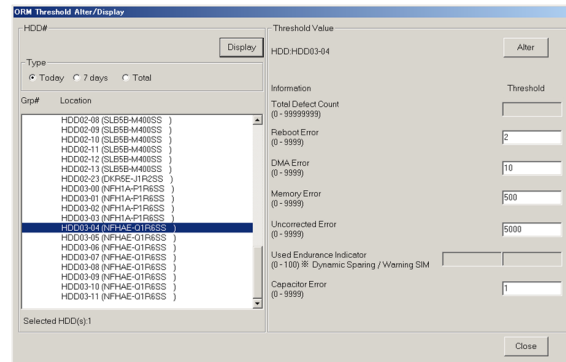 ORM Threshold Alter/Display
HDD#
Display
Type
Today 7 days Total
Grp# Location
HDD02-08 (SLB5B-M400SS )
HDD02-09 (SLB5B-M400SS )
HDD02-10 (SLB5B-M400SS )
HDD02-11 (SLB5B-M400SS )
HDD02-12 (SLB5B-M400SS )
HDD02-13 (SLB5B-M400SS )
HDD02-23 (DKR5E-J1R2SS )
HDD03-00 (NFH1A-P1R6SS )
HDD03-01 (NFH1A-P1R6SS )
HDD03-02 (NFH1A-P1R6SS )
HDD03-03 (NFH1A-P1R6SS )
HDD03-04 (NFHAE-Q1R6SS )
HDD03-05 (NFHAE-Q1R6SS )
HDD03-06 (NFHAE-Q1R6SS )
HDD03-07 (NFHAE-Q1R6SS )
HDD03-08 (NFHAE-Q1R6SS )
HDD03-09 (NFHAE-Q1R6SS )
HDD03-10 (NFHAE-Q1R6SS )
HDD03-11 (NFHAE-Q1R6SS )
Selected HDD(s):1
Threshold Value
HDD:HDD03-04
Alter
Information Threshold
Total Defect Count
(0 - 99999999)
Reboot Error
(0 - 9999)
2
DMA Error
(0 - 9999)
10
Memory Error
(0 - 9999)
500
Uncorrected Error
(0 - 9999)
5000
Used Endurance Indicator
(0 - 100) ※ Dynamic Sparing / Warning SIM
Capacitor Error
(0 - 9999)
1
Close